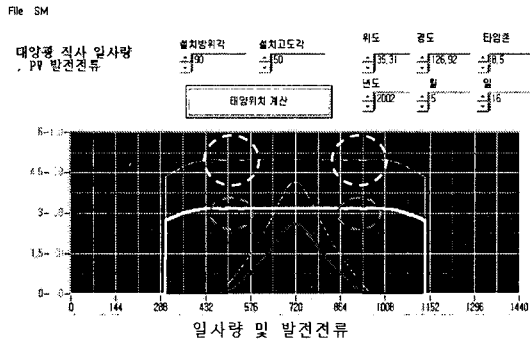 File SM
태양광 직사 일사량
, PV 발전전류
설치방위각 설치고도각
90 50
위도 경도 타임존
35,31 126,92 8,5
년도 월 일
2002 5 16
태양위치 계산
0 144 288 432 576 720 864 1008 1152 1296 1440
일사량 및 발전전류